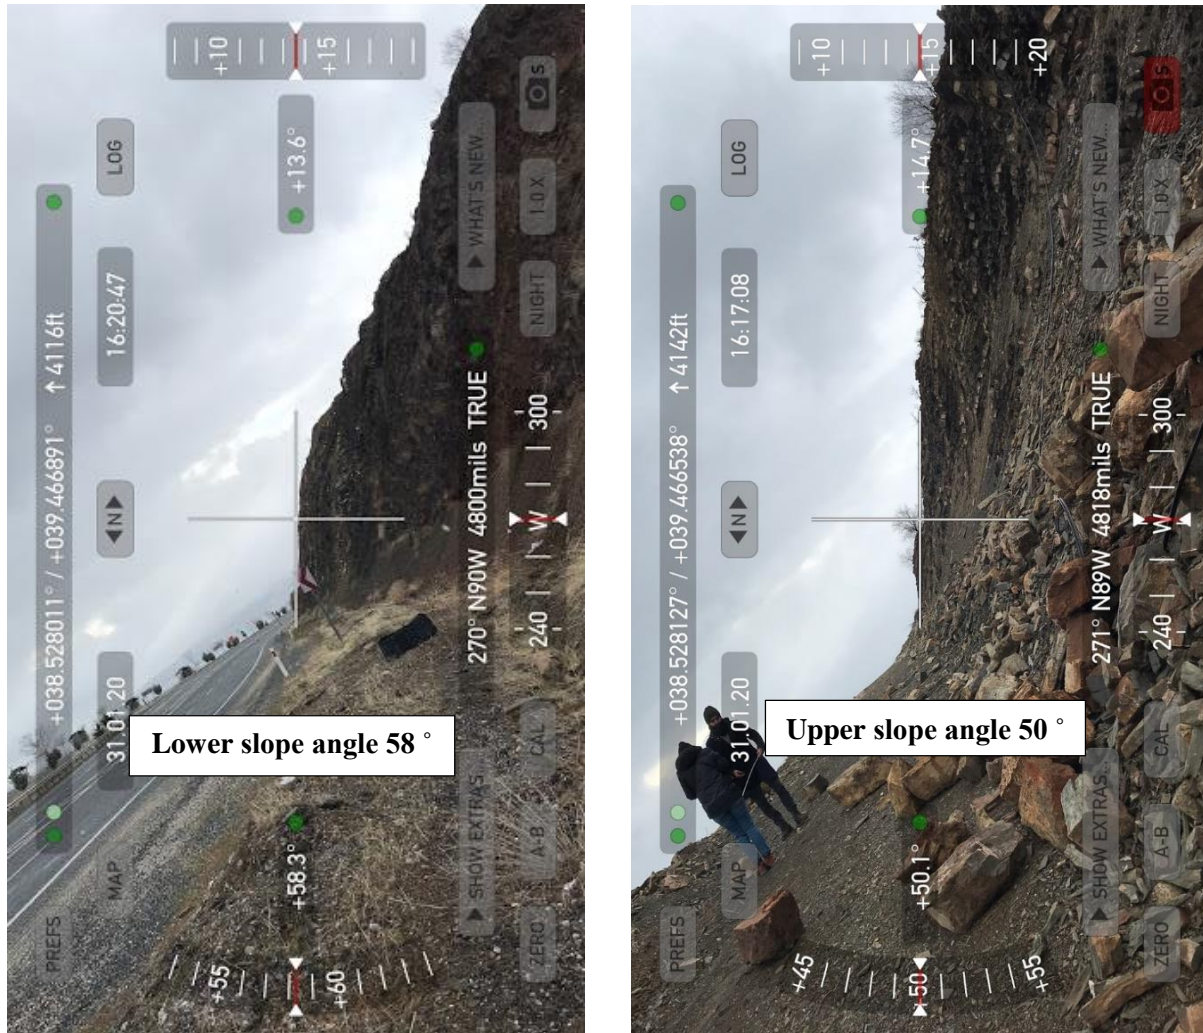 +038.528011° / +039.466891° ↑4116ft
PREFS
MAP
31.01.20
◀N▶
16:20:47
LOG
+10
+15
+13.6°
Lower slope angle 58 °
+58.3°
+55
+60
▶ SHOW EXTRAS...
▶ WHAT'S NEW...
270° N90W 4800mils TRUE
240 | W | 300
ZERO
A-B
CAL
NIGHT
1.0 X
S
+038.528127° / +039.466538° ↑4142ft
PREFS
MAP
31.01.20
◀N▶
16:17:08
LOG
+10
+15
+20
+14.7°
Upper slope angle 50 °
+50.1°
+45
+50
+55
▶ SHOW EXTRAS...
▶ WHAT'S NEW...
271° N89W 4818mils TRUE
240 | W | 300
ZERO
A-B
CAL
NIGHT
1.0 X
S